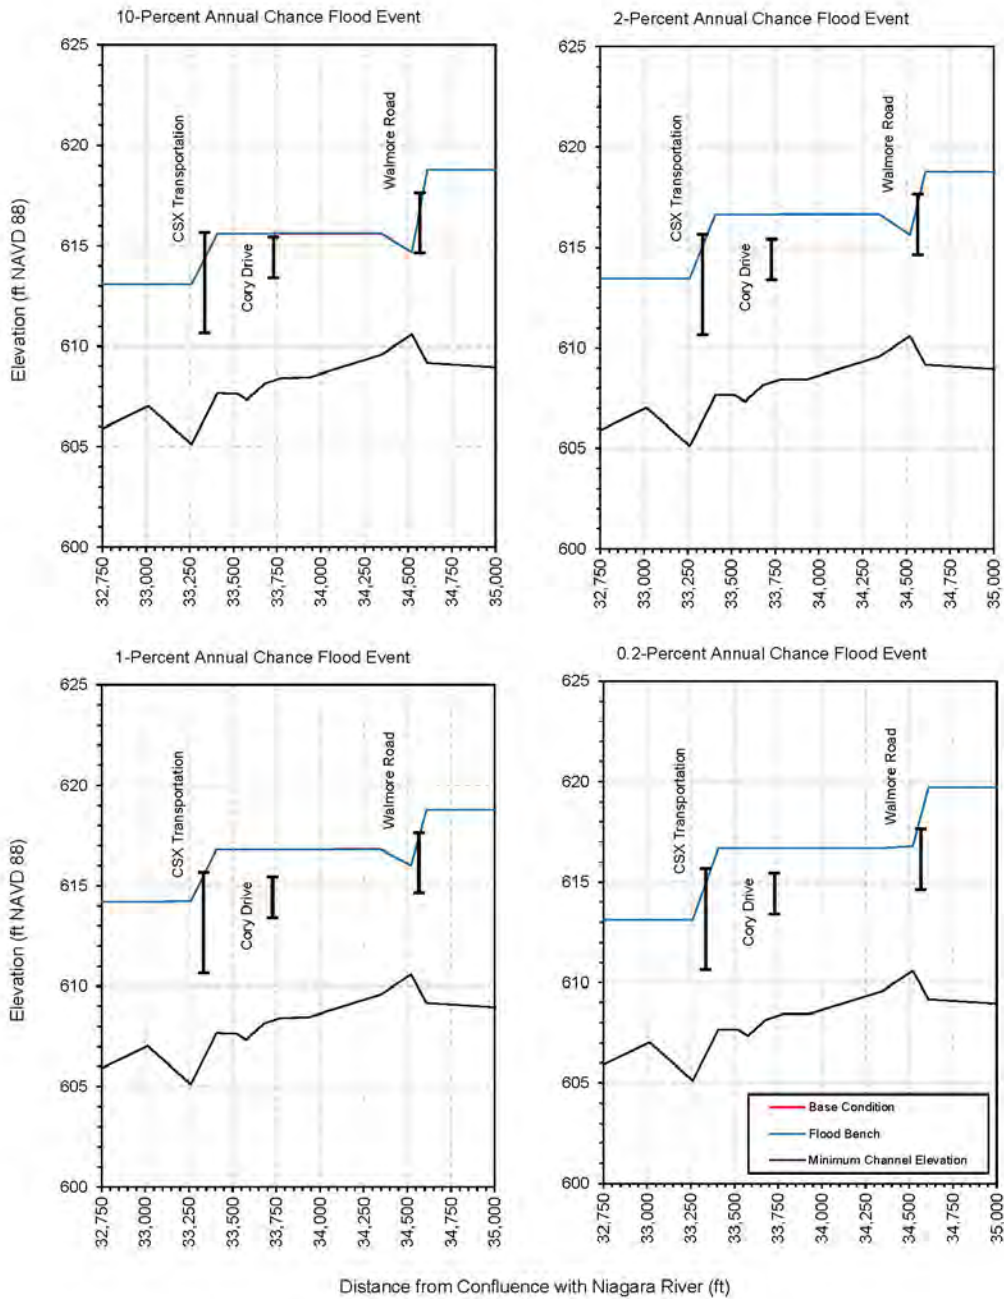 10-Percent Annual Chance Flood Event
2-Percent Annual Chance Flood Event
Elevation (ft NAVD 88)
625
620
615
610
605
600
CSX Transportation
Cory Drive
Walmore Road
32,750
33,000
33,250
33,500
33,750
34,000
34,250
34,500
34,750
35,000
625
620
615
610
605
600
CSX Transportation
Cory Drive
Walmore Road
32,750
33,000
33,250
33,500
33,750
34,000
34,250
34,500
34,750
35,000
1-Percent Annual Chance Flood Event
0.2-Percent Annual Chance Flood Event
Elevation (ft NAVD 88)
625
620
615
610
605
600
CSX Transportation
Cory Drive
Walmore Road
32,750
33,000
33,250
33,500
33,750
34,000
34,250
34,500
34,750
35,000
625
620
615
610
605
600
CSX Transportation
Cory Drive
Walmore Road
Base Condition
Flood Bench
Minimum Channel Elevation
32,750
33,000
33,250
33,500
33,750
34,000
34,250
34,500
34,750
35,000
Distance from Confluence with Niagara River (ft)